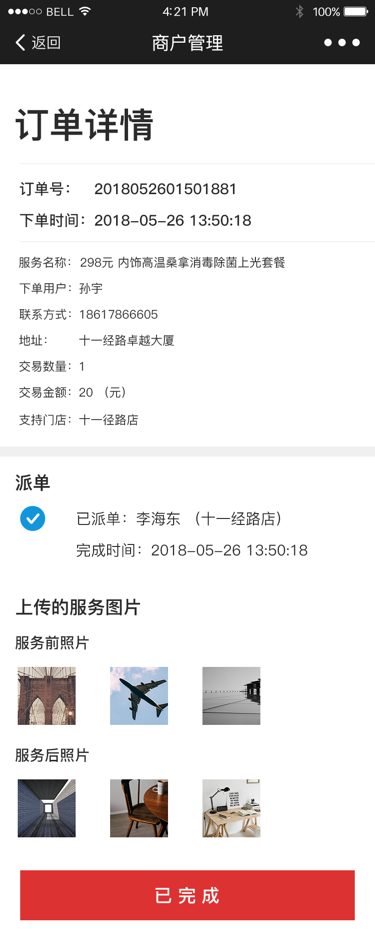 BELL 4:21 PM 100%
返回 商户管理
订单详情
订单号： 2018052601501881
下单时间：2018-05-26 13:50:18
服务名称：298元 内饰高温桑拿消毒除菌上光套餐
下单用户：孙宇
联系方式：18617866605
地址： 十一经路卓越大厦
交易数量：1
交易金额：20 （元）
支持门店：十一径路店
派单
已派单：李海东 （十一经路店）
完成时间：2018-05-26 13:50:18
上传的服务图片
服务前照片
服务后照片
已完成